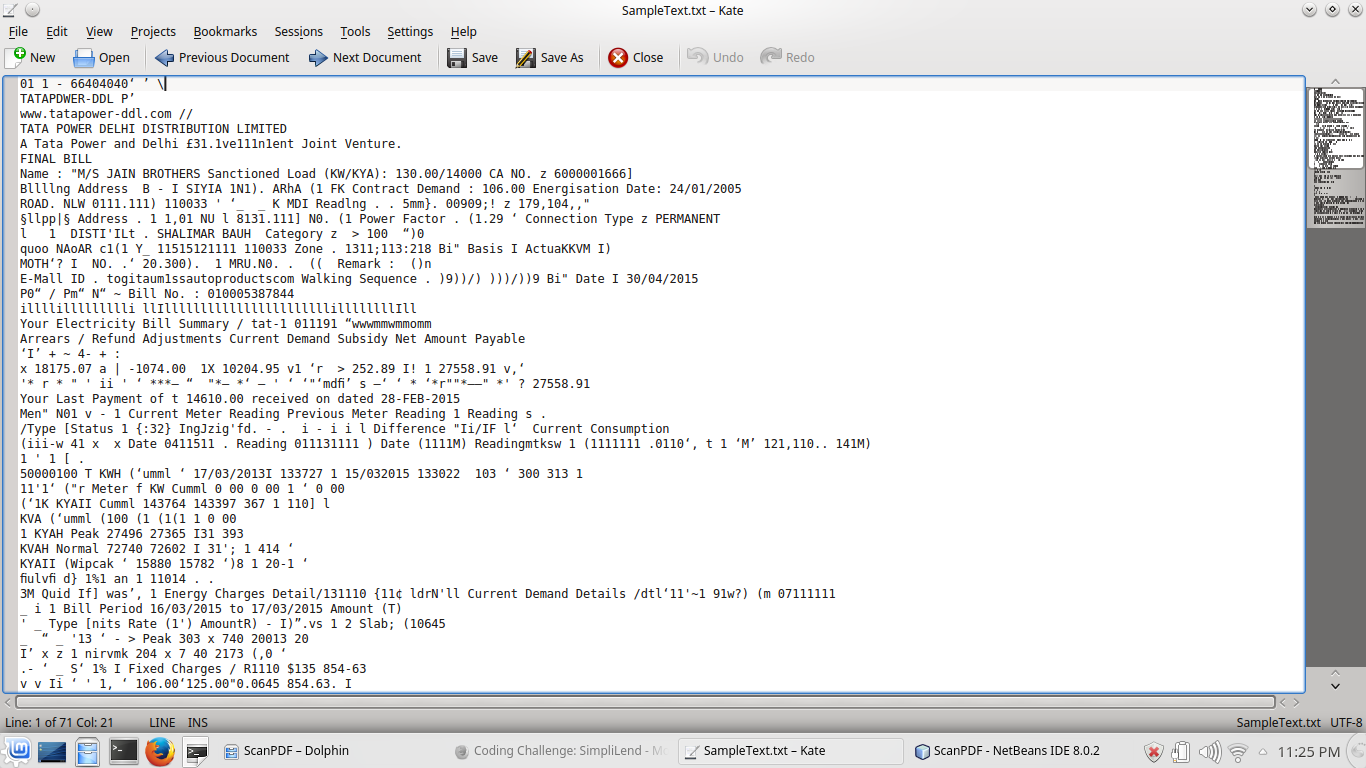 SampleText.txt – Kate
File Edit View Projects Bookmarks Sessions Tools Settings Help
New Open Previous Document Next Document Save Save As Close Undo Redo
01 1 - 66404040‘ ’ \
TATAPDWER-DDL P’
www.tatapower-ddl.com //
TATA POWER DELHI DISTRIBUTION LIMITED
A Tata Power and Delhi £31.1ve111n1ent Joint Venture.
FINAL BILL
Name : "M/S JAIN BROTHERS Sanctioned Load (KW/KYA): 130.00/14000 CA NO. z 6000001666]
Bllllng Address  B - I SIYIA 1N1). ARhA (1 FK Contract Demand : 106.00 Energisation Date: 24/01/2005
ROAD. NLW 0111.111) 110033 ' ‘_  _ K MDI Readlng . . 5mm}. 00909;! z 179,104,,"
§llpp|§ Address . 1 1,01 NU l 8131.111] N0. (1 Power Factor . (1.29 ‘ Connection Type z PERMANENT
l   1  DISTI'ILt . SHALIMAR BAUH  Category z  > 100  “)0
quoo NAoAR c1(1 Y_ 11515121111 110033 Zone . 1311;113:218 Bi" Basis I ActuaKKVM I)
MOTH‘? I  NO. .‘ 20.300).  1 MRU.N0. .  ((  Remark :  ()n
E-Mall ID . togitaum1ssautoproductscom Walking Sequence . )9))/) )))/))9 Bi" Date I 30/04/2015
P0“ / Pm“ N“ ~ Bill No. : 010005387844
illllillllllllli llIllllllllllllllllllllllilllllllllIll
Your Electricity Bill Summary / tat-1 011191 “wwwmmwmmomm
Arrears / Refund Adjustments Current Demand Subsidy Net Amount Payable
‘I’ + ~ 4- + :
x 18175.07 a | -1074.00  1X 10204.95 v1 ‘r  > 252.89 I! 1 27558.91 v,‘
'* r * " ' ii ' ‘ ***— “  "*— *‘ — ' ‘ ‘"‘mdﬁ’ s —‘ ‘ * ‘*r""*——" *' ? 27558.91
Your Last Payment of t 14610.00 received on dated 28-FEB-2015
Men" N01 v - 1 Current Meter Reading Previous Meter Reading 1 Reading s .
/Type [Status 1 {:32} IngJzig'fd. - .  i - i i l Difference "Ii/IF l‘  Current Consumption
(iii-w 41 x  x Date 0411511 . Reading 011131111 ) Date (1111M) Readingmtksw 1 (1111111 .0110‘, t 1 ‘M’ 121,110.. 141M)
1 ' 1 [ .
50000100 T KWH (‘umml ‘ 17/03/2013I 133727 1 15/032015 133022  103 ‘ 300 313 1
11'1‘ ("r Meter f KW Cumml 0 00 0 00 1 ‘ 0 00
(‘1K KYAII Cumml 143764 143397 367 1 110] l
KVA (‘umml (100 (1 (1(1 1 0 00
1 KYAH Peak 27496 27365 I31 393
KVAH Normal 72740 72602 I 31'; 1 414 ‘
KYAII (Wipcak ‘ 15880 15782 ‘)8 1 20-1 ‘
ﬁulvﬁ d} 1%1 an 1 11014 . .
3M Quid If] was’, 1 Energy Charges Detail/131110 {11¢ ldrN'll Current Demand Details /dtl‘11'~1 91w?) (m 07111111
_ i 1 Bill Period 16/03/2015 to 17/03/2015 Amount (T)
' _ Type [nits Rate (1') AmountR) - I)”.vs 1 2 Slab; (10645
_  “ _ '13 ‘ - > Peak 303 x 740 20013 20
I’ x z 1 nirvmk 204 x 7 40 2173 (,0 ‘
.- ‘ _ S‘ 1% I Fixed Charges / R1110 $135 854-63
v v Ii ‘ ' 1, ‘ 106.00‘125.00"0.0645 854.63. I
Line: 1 of 71 Col: 21 LINE INS SampleText.txt UTF-8
ScanPDF – Dolphin Coding Challenge: SimpliLend - Mo SampleText.txt – Kate ScanPDF - NetBeans IDE 8.0.2 11:25 PM